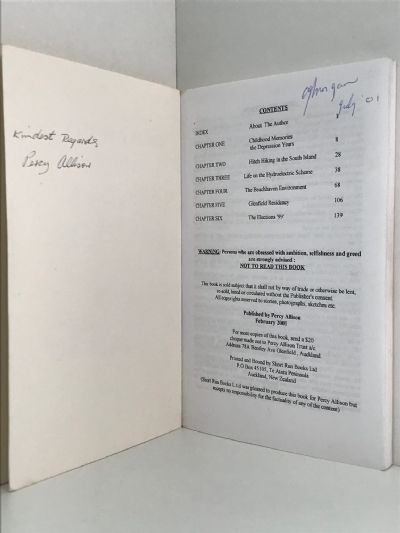 Kindest Regards,
Percy Allison
July '01
CONTENTS
INDEX About The Author
CHAPTER ONE Childhood Memories
the Depression Years 8
CHAPTER TWO Hitch Hiking in the South Island 28
CHAPTER THREE Life on the Hydroelectric Scheme 38
CHAPTER FOUR The Beachhaven Environment 68
CHAPTER FIVE Glenfield Residency 106
CHAPTER SIX The Elections '99' 139
WARNING: Persons who are obsessed with ambition, selfishness and greed
are strongly advised :
NOT TO READ THIS BOOK
This book is sold subject that it shall not by way of trade or otherwise be lent,
re-sold, hired or circulated without the Publisher's consent.
All copyrights reserved to stories, photographs, sketches etc.
Published by Percy Allison
February 2001
For more copies of this book, send a $20
cheque made out to Percy Allison Trust a/c.
Address 78A Bentley Ave Glenfield, Auckland
Printed and Bound by Short Run Books Ltd
P.O Box 45105, Te Atatu Peninsula
Auckland, New Zealand
(Short Run Books Ltd was pleased to produce this book for Percy Allison but
accepts no responsibility for the factuality of any of the content)